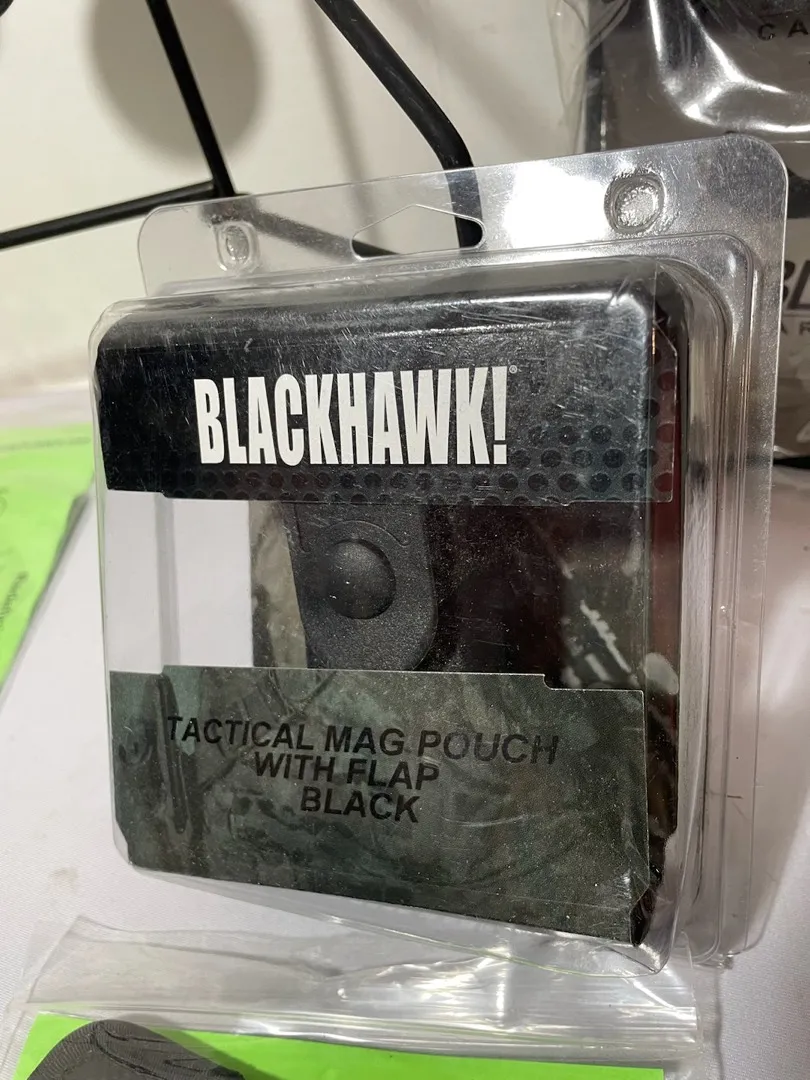 BLACKHAWK!®
TACTICAL MAG POUCH
WITH FLAP
BLACK